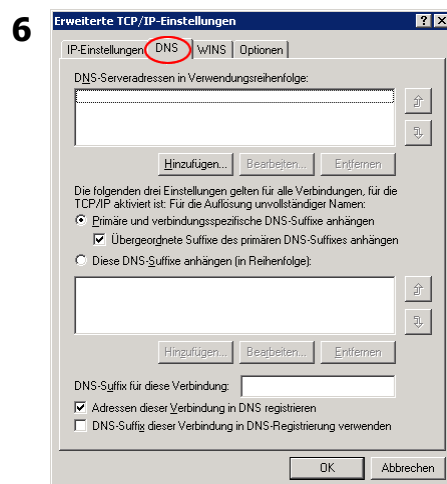 6
Erweiterte TCP/IP-Einstellungen
IP-Einstellungen DNS WINS Optionen
DNS-Serveradressen in Verwendungsreihenfolge:
Hinzufügen... Bearbeiten... Entfernen
Die folgenden drei Einstellungen gelten für alle Verbindungen, für die
TCP/IP aktiviert ist: Für die Auflösung unvollständiger Namen:
Primäre und verbindungsspezifische DNS-Suffixe anhängen
Übergeordnete Suffixe des primären DNS-Suffixes anhängen
Diese DNS-Suffixe anhängen (in Reihenfolge):
Hinzufügen... Bearbeiten... Entfernen
DNS-Suffix für diese Verbindung:
Adressen dieser Verbindung in DNS registrieren
DNS-Suffix dieser Verbindung in DNS-Registrierung verwenden
OK Abbrechen